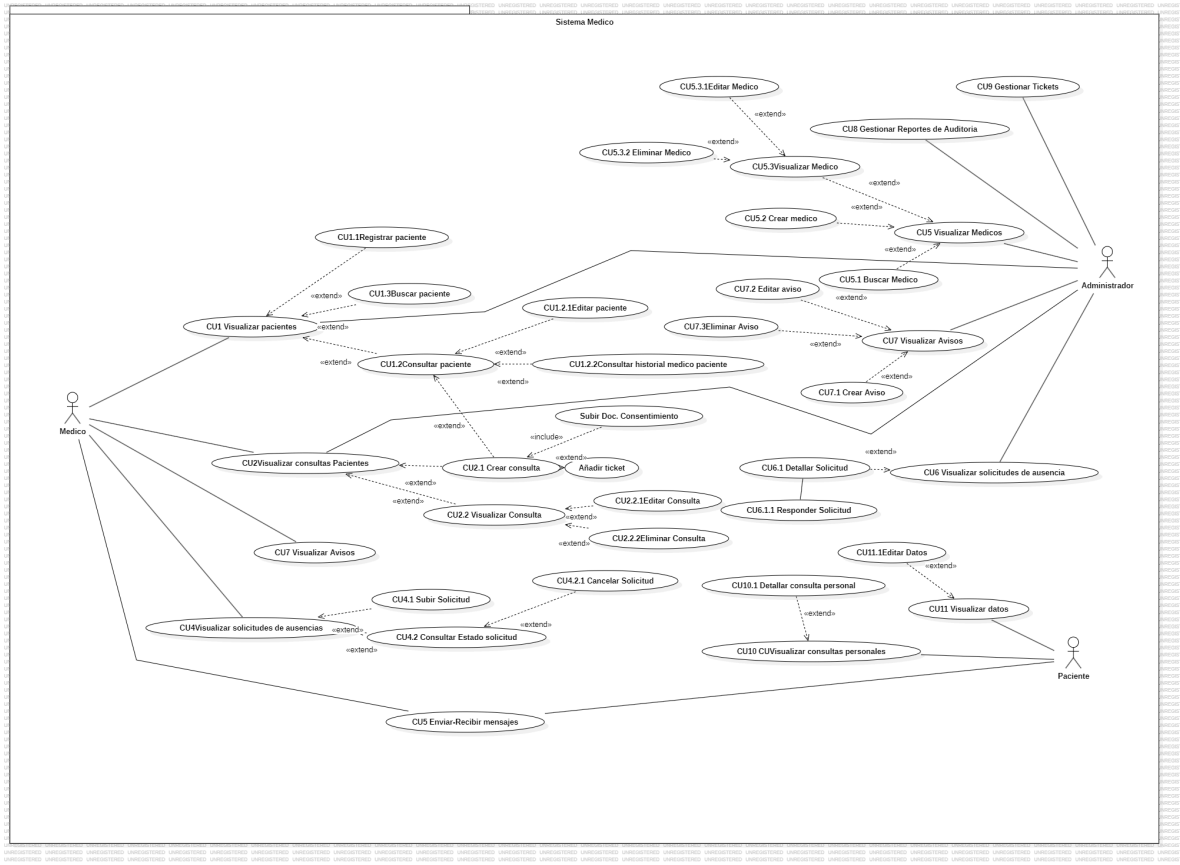 Sistema Medico
CU5.3.1Editar Medico
CU9 Gestionar Tickets
«extend»
CU8 Gestionar Reportes de Auditoria
«extend»
CU5.3.2 Eliminar Medico
CU5.3Visualizar Medico
«extend»
«extend»
CU5.2 Crear medico
CU5 Visualizar Medicos
CU1.1Registrar paciente
«extend»
CU5.1 Buscar Medico
Administrador
CU7.2 Editar aviso
CU1.3Buscar paciente
«extend»
«extend»
CU1.2.1Editar paciente
CU1 Visualizar pacientes
«extend»
CU7.3Eliminar Aviso
CU7 Visualizar Avisos
«extend»
«extend»
«extend»
CU1.2Consultar paciente
CU1.2.2Consultar historial medico paciente
«extend»
«extend»
CU7.1 Crear Aviso
Medico
Subir Doc. Consentimiento
«extend»
«include»
«extend»
«extend»
CU2Visualizar consultas Pacientes
CU2.1 Crear consulta
Añadir ticket
CU6.1 Detallar Solicitud
CU6 Visualizar solicitudes de ausencia
«extend»
«extend»
CU2.2.1Editar Consulta
CU6.1.1 Responder Solicitud
CU2.2 Visualizar Consulta
«extend»
CU2.2.2Eliminar Consulta
«extend»
CU7 Visualizar Avisos
CU11.1Editar Datos
«extend»
CU4.2.1 Cancelar Solicitud
CU10.1 Detallar consulta personal
CU4.1 Subir Solicitud
CU11 Visualizar datos
«extend»
CU4Visualizar solicitudes de ausencias
«extend»
«extend»
CU4.2 Consultar Estado solicitud
«extend»
CU10 CUVisualizar consultas personales
Paciente
CU5 Enviar-Recibir mensajes
UNREGISTERED